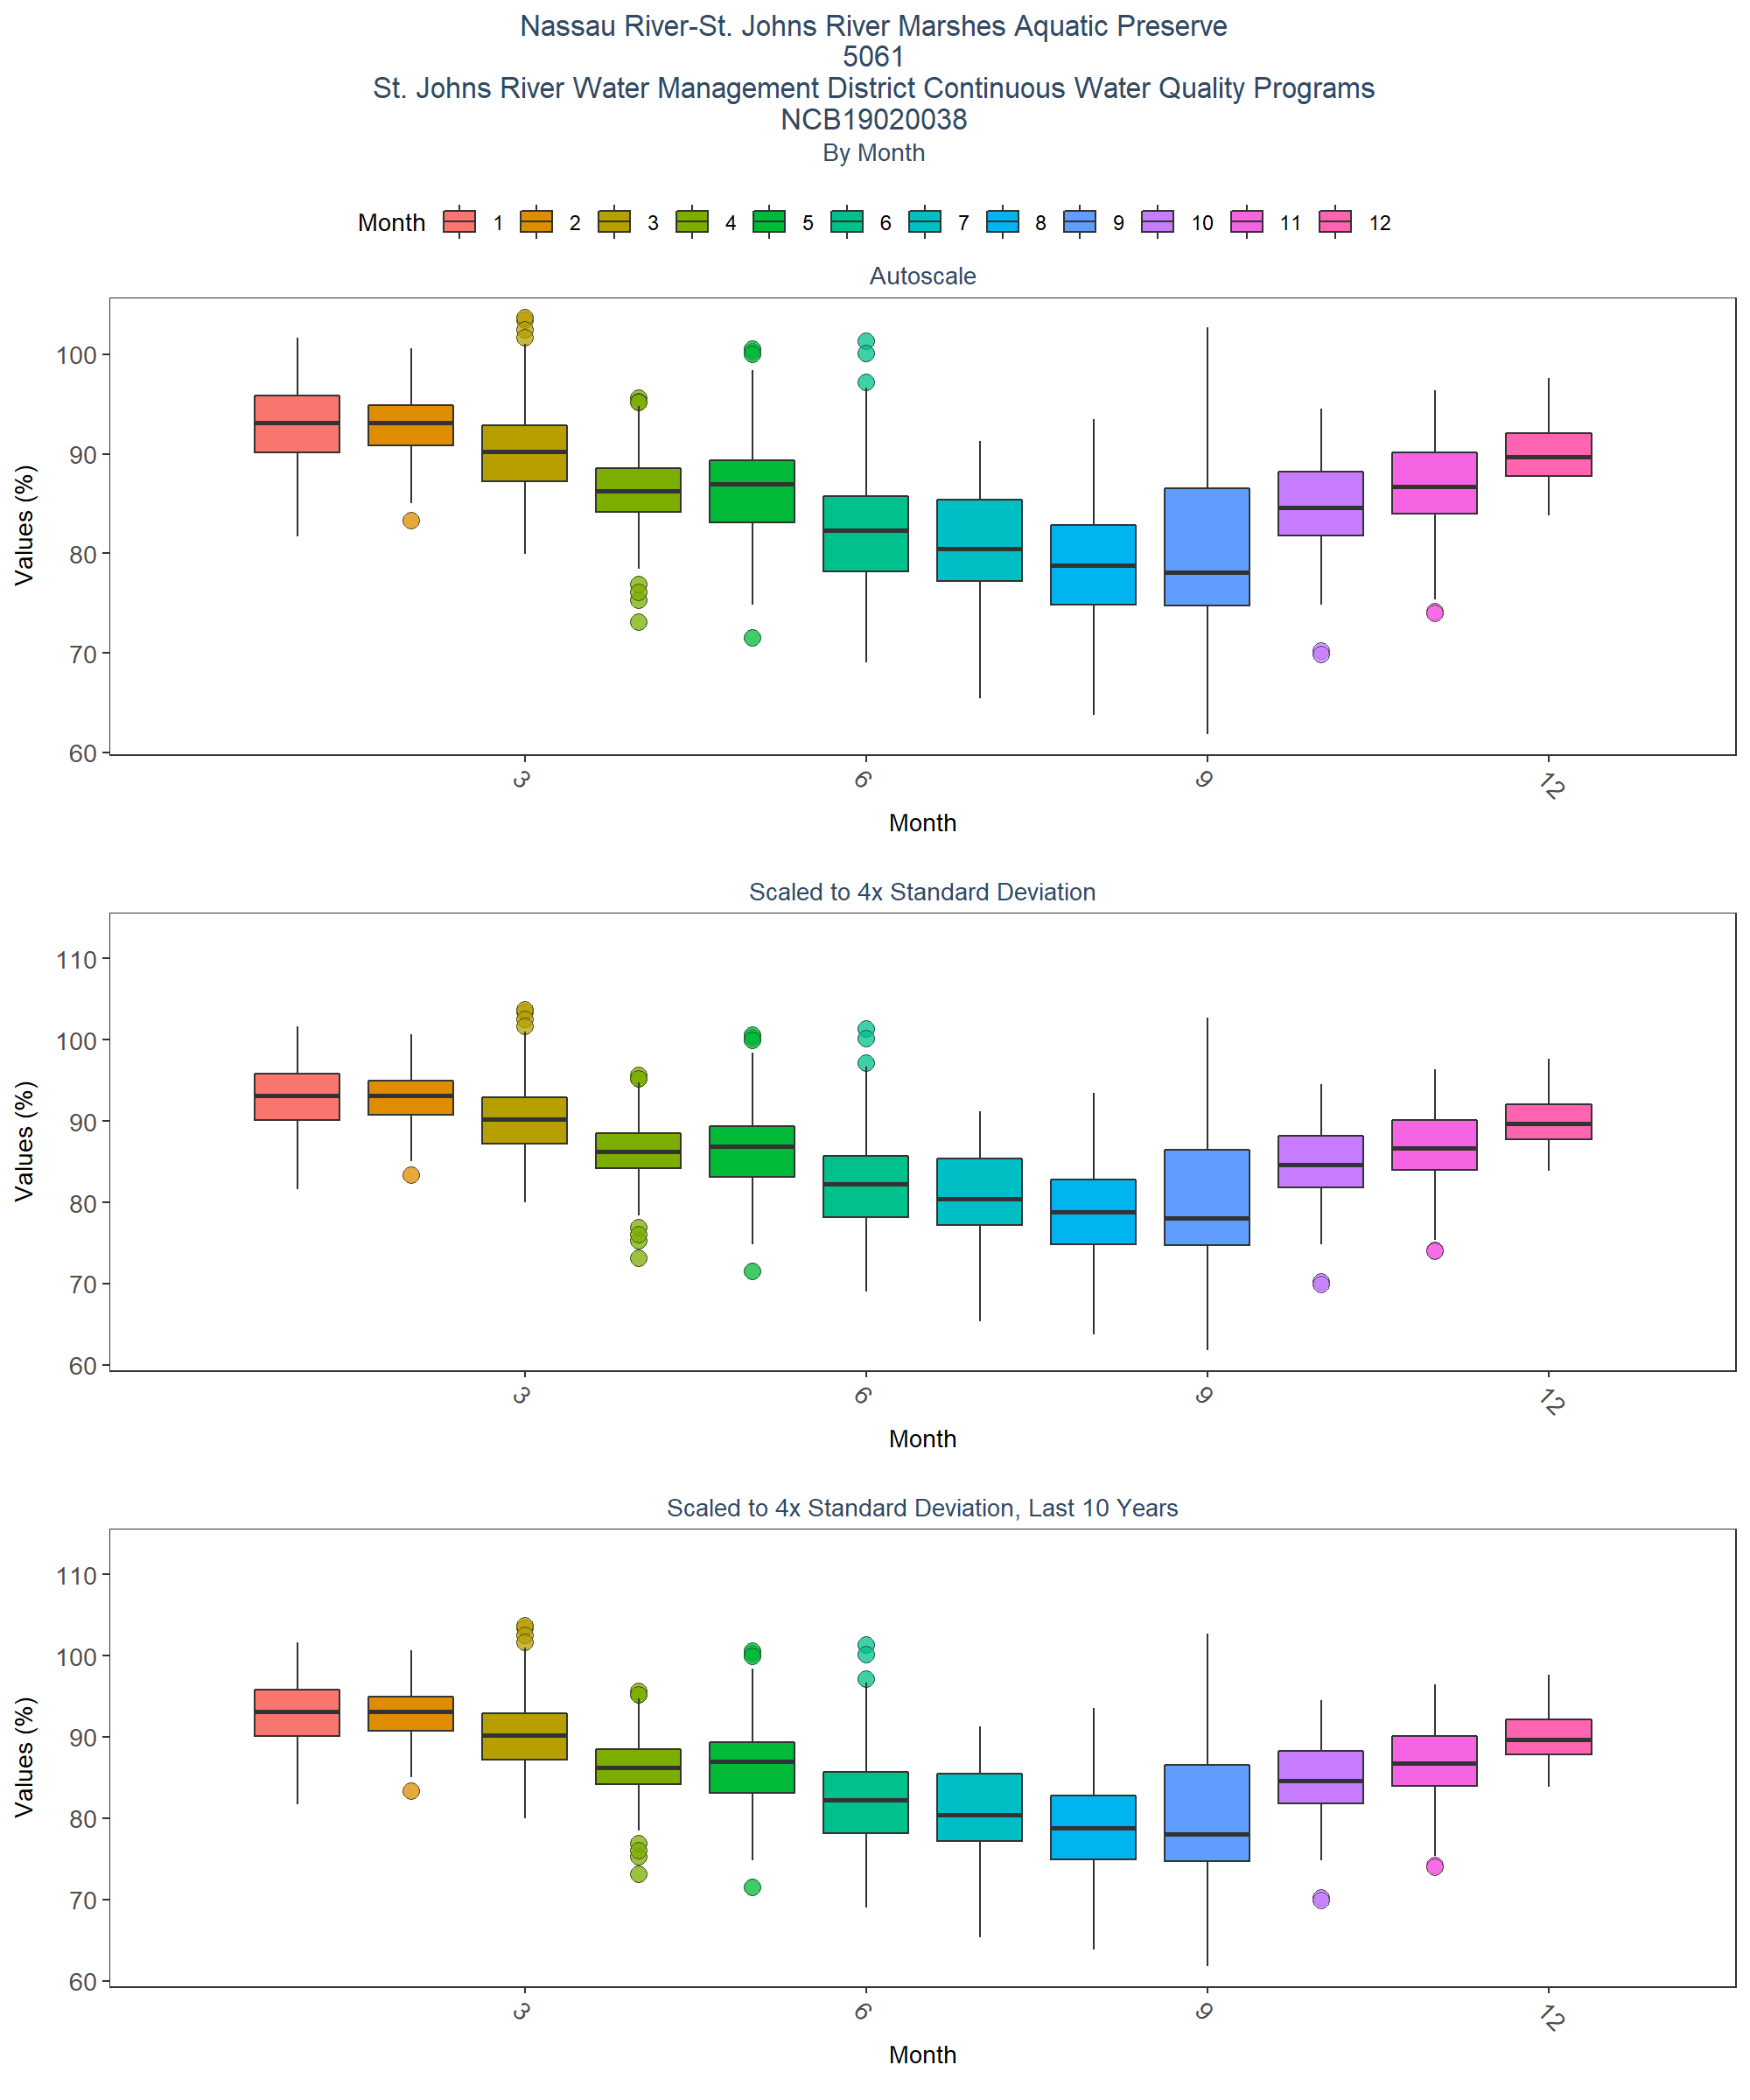 Nassau River-St. Johns River Marshes Aquatic Preserve
5061
St. Johns River Water Management District Continuous Water Quality Programs
NCB19020038
By Month
Month 1 2 3 4 5 6 7 8 9 10 11 12
Autoscale
100
90
80
70
60
Values (%)
3 6 9 12
Month
Scaled to 4x Standard Deviation
110
100
90
80
70
60
Values (%)
3 6 9 12
Month
Scaled to 4x Standard Deviation, Last 10 Years
110
100
90
80
70
60
Values (%)
3 6 9 12
Month